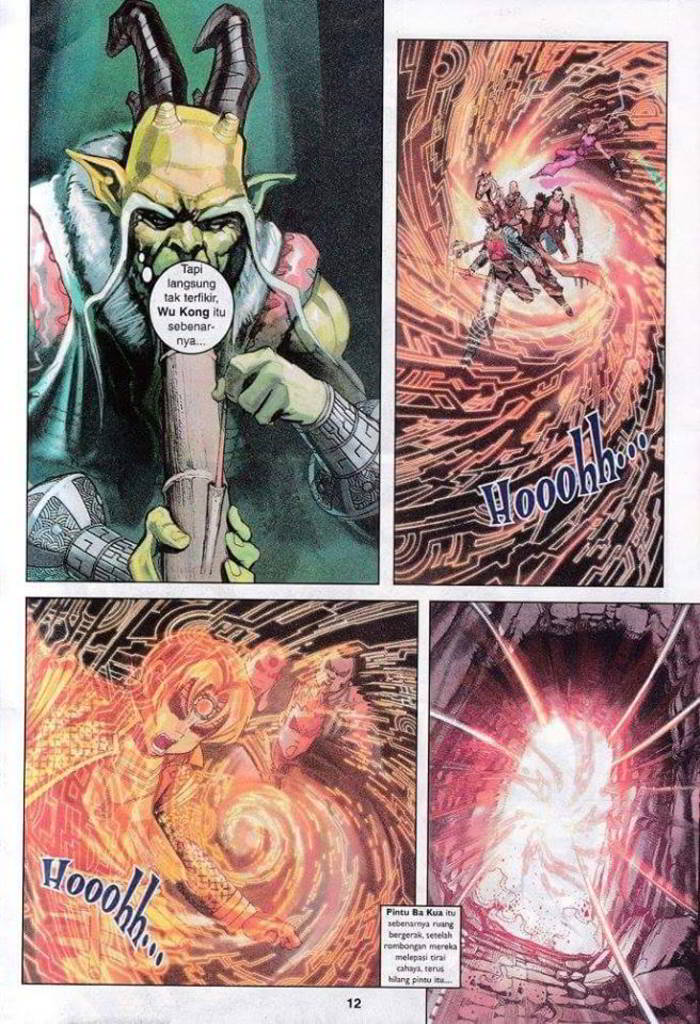 Tapi
langsung
tak terfikir,
Wu Kong itu
sebenar-
nya...
Hooohh...
Hooohh...
Pintu Ba Kua itu
sebenarnya ruang
bergerak, setelah
rombongan mereka
melepasi tirai
cahaya, terus
hilang pintu itu....
12